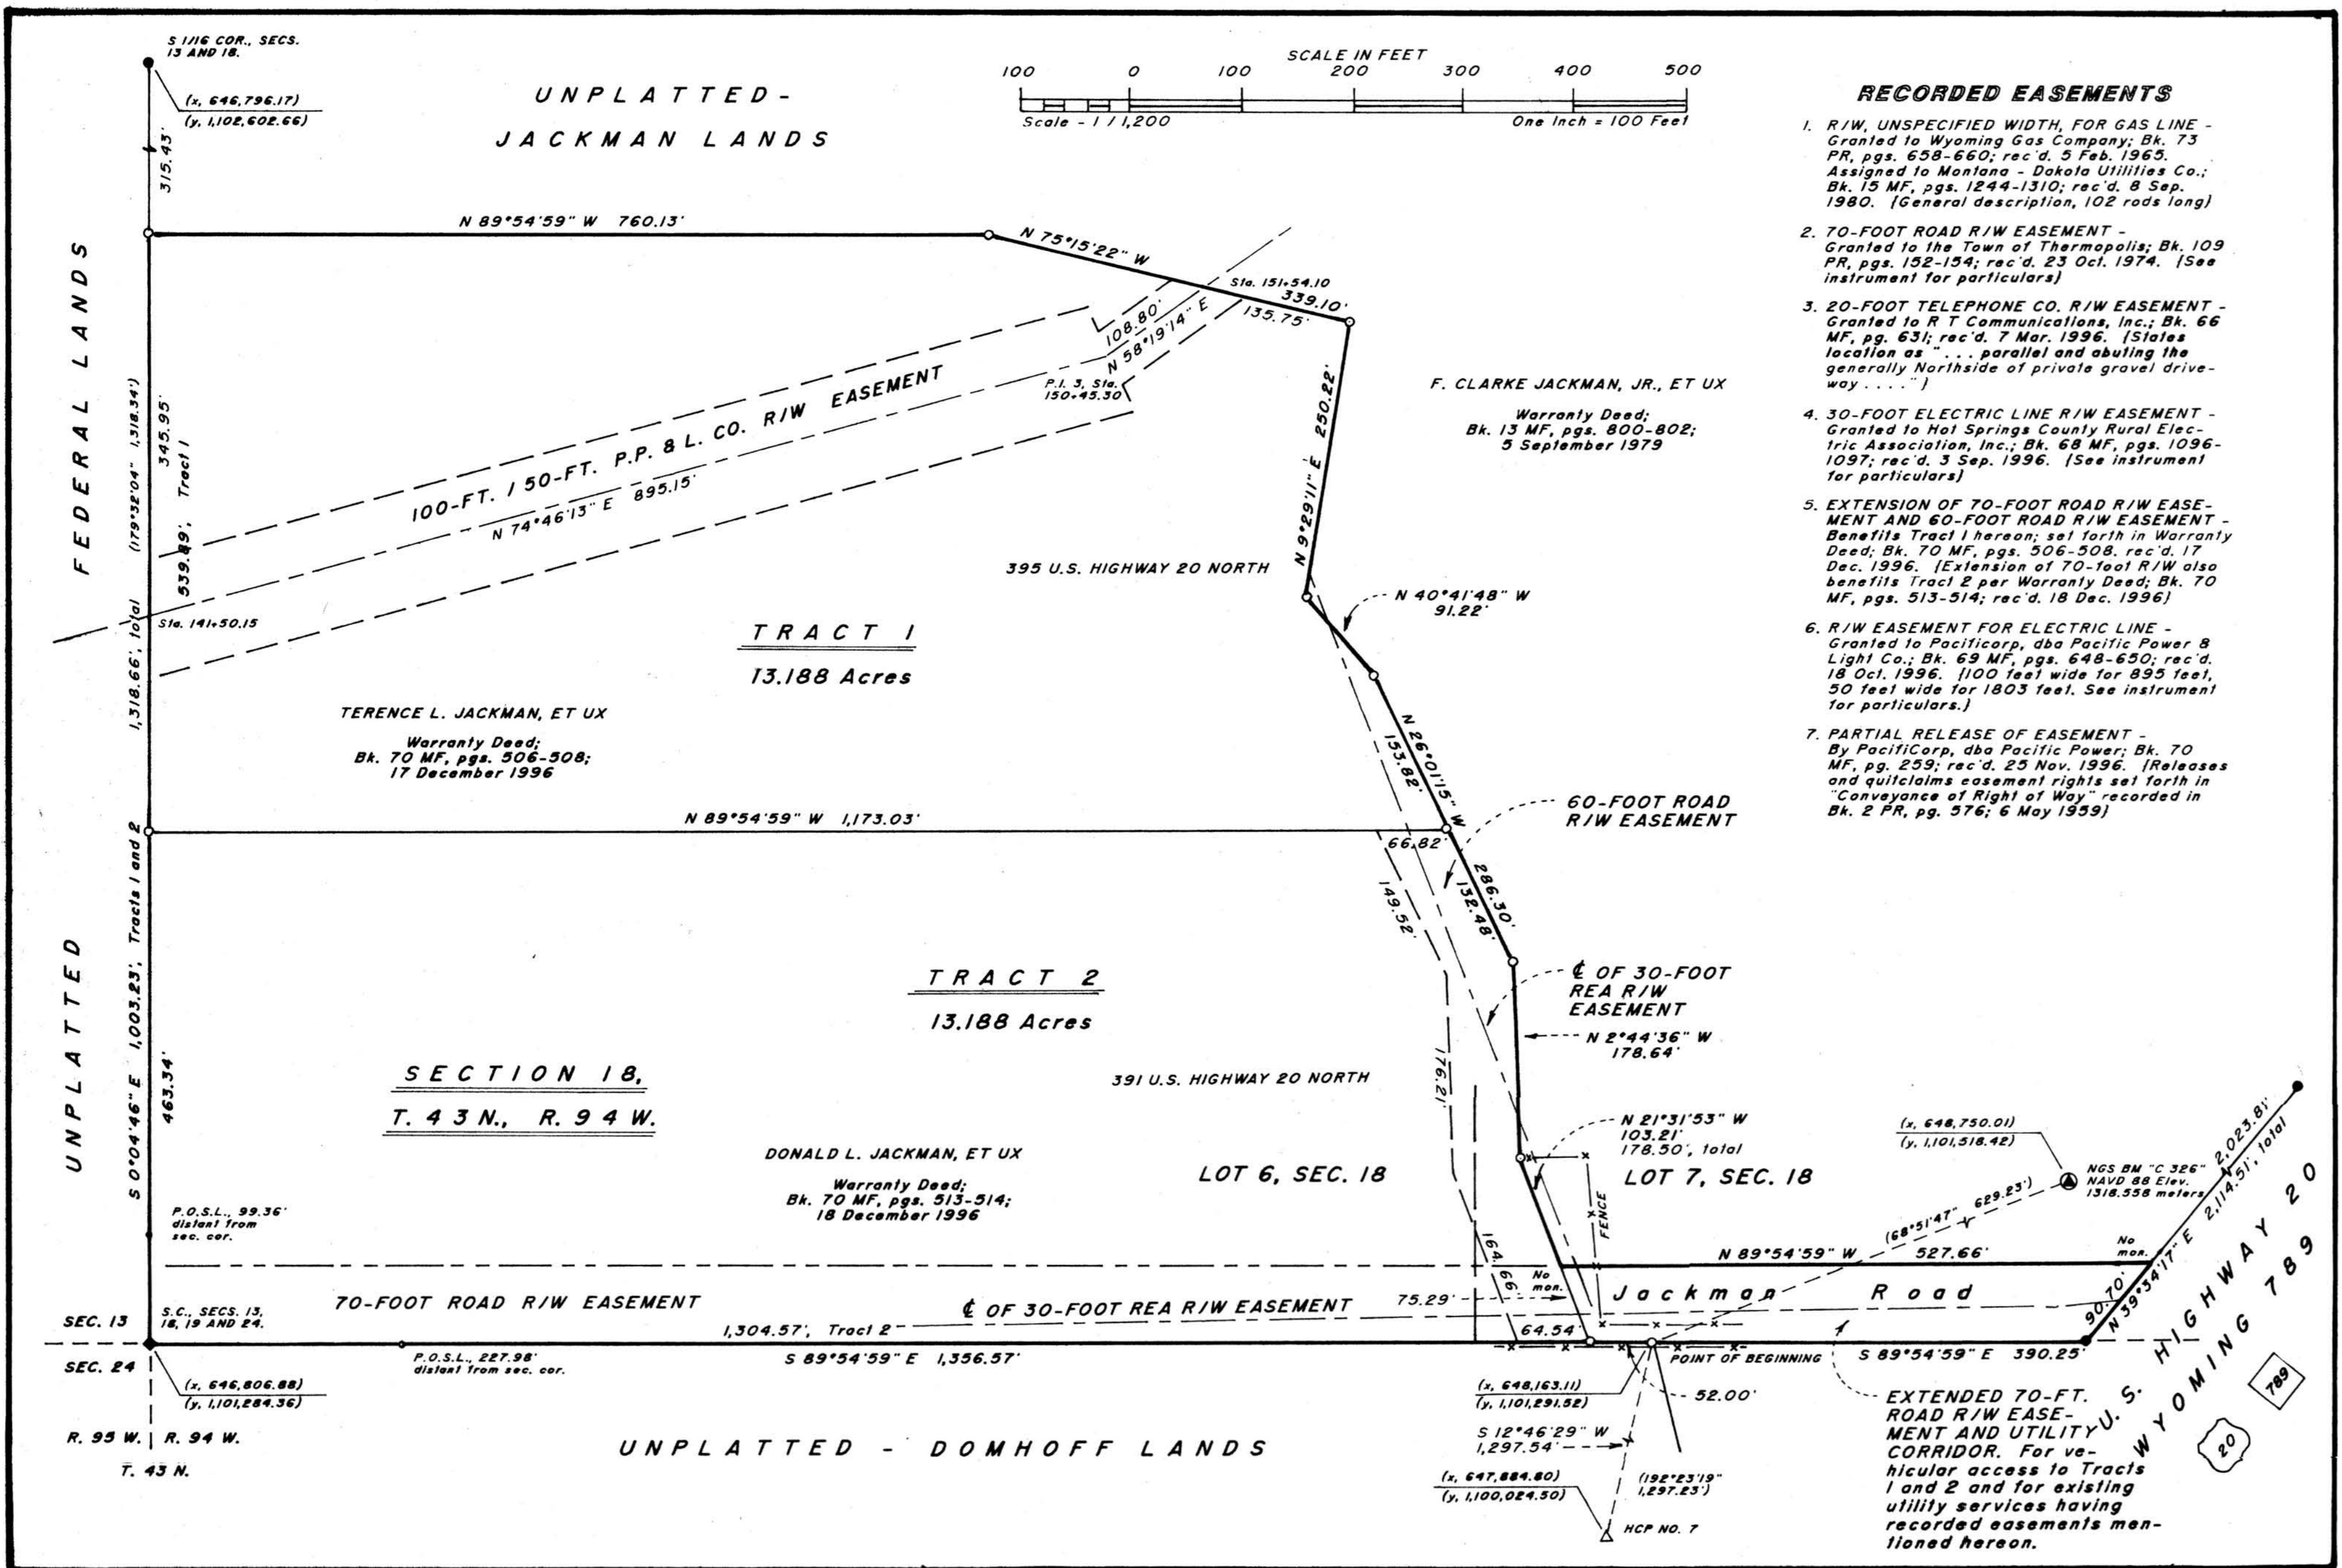 S 1/16 COR., SECS.
13 AND 18.
(x, 646,796.17)
(y, 1,102,602.66)
315.43'
UNPLATTED -
JACKMAN LANDS
SCALE IN FEET
100 0 100 200 300 400 500
Scale - 1 / 1,200
One Inch = 100 Feet
RECORDED EASEMENTS
1. R/W, UNSPECIFIED WIDTH, FOR GAS LINE -
Granted to Wyoming Gas Company; Bk. 73
PR, pgs. 658-660; rec'd. 5 Feb. 1965.
Assigned to Montana - Dakota Utilities Co.;
Bk. 15 MF, pgs. 1244-1310; rec'd. 8 Sep.
1980. (General description, 102 rods long)
2. 70-FOOT ROAD R/W EASEMENT -
Granted to the Town of Thermopolis; Bk. 109
PR, pgs. 152-154; rec'd. 23 Oct. 1974. (See
instrument for particulars)
3. 20-FOOT TELEPHONE CO. R/W EASEMENT -
Granted to R T Communications, Inc.; Bk. 66
MF, pg. 631; rec'd. 7 Mar. 1996. (States
location as " . . . parallel and abuting the
generally Northside of private gravel drive-
way . . . . " )
4. 30-FOOT ELECTRIC LINE R/W EASEMENT -
Granted to Hot Springs County Rural Elec-
tric Association, Inc.; Bk. 68 MF, pgs. 1096-
1097; rec'd. 3 Sep. 1996. (See instrument
for particulars)
5. EXTENSION OF 70-FOOT ROAD R/W EASE-
MENT AND 60-FOOT ROAD R/W EASEMENT -
Benefits Tract 1 hereon; set forth in Warranty
Deed; Bk. 70 MF, pgs. 506-508. rec'd. 17
Dec. 1996. (Extension of 70-foot R/W also
benefits Tract 2 per Warranty Deed; Bk. 70
MF, pgs. 513-514; rec'd. 18 Dec. 1996)
6. R/W EASEMENT FOR ELECTRIC LINE -
Granted to Pacificorp, dba Pacific Power &
Light Co.; Bk. 69 MF, pgs. 648-650; rec'd.
18 Oct. 1996. (100 feet wide for 895 feet,
50 feet wide for 1803 feet. See instrument
for particulars.)
7. PARTIAL RELEASE OF EASEMENT -
By PacifiCorp, dba Pacific Power; Bk. 70
MF, pg. 259; rec'd. 25 Nov. 1996. (Releases
and quitclaims easement rights set forth in
"Conveyance of Right of Way" recorded in
Bk. 2 PR, pg. 576; 6 May 1959)
N 89°54'59" W 760.13'
N 75°15'22" W
339.10'
Sta. 151+54.10
135.75'
108.80'
N 58°19'14" E
P.I. 3, Sta.
150+45.30
100-FT. / 50-FT. P.P. & L. CO. R/W EASEMENT
N 74°46'13" E 895.15'
Sta. 141+50.15
FEDERAL LANDS
UNPLATTED
(179°32'04" 1,318.34')
1,318.66', total
345.95'
539.89', Tract 1
S 0°04'46" E 1,003.23', Tracts 1 and 2
463.34'
N 9°29'11" E 250.22'
F. CLARKE JACKMAN, JR., ET UX
Warranty Deed;
Bk. 13 MF, pgs. 800-802;
5 September 1979
395 U.S. HIGHWAY 20 NORTH
N 40°41'48" W
91.22'
TRACT 1
13.188 Acres
TERENCE L. JACKMAN, ET UX
Warranty Deed;
Bk. 70 MF, pgs. 506-508;
17 December 1996
N 26°01'15" W
153.82'
286.30'
132.48'
N 89°54'59" W 1,173.03'
66.82'
149.52'
60-FOOT ROAD
R/W EASEMENT
TRACT 2
13.188 Acres
℄ OF 30-FOOT
REA R/W
EASEMENT
N 2°44'36" W
178.64'
176.21'
391 U.S. HIGHWAY 20 NORTH
SECTION 18,
T. 43 N., R. 94 W.
DONALD L. JACKMAN, ET UX
Warranty Deed;
Bk. 70 MF, pgs. 513-514;
18 December 1996
LOT 6, SEC. 18
N 21°31'53" W
103.21'
178.50', total
LOT 7, SEC. 18
FENCE
(x, 648,750.01)
(y, 1,101,518.42)
NGS BM "C 326"
NAVD 88 Elev.
1318.558 meters
(68°51'47" 629.23')
2,023.81'
N 39°34'17" E 2,114.51', total
90.70'
No
mon.
N 89°54'59" W 527.66'
Jackman Road
P.O.S.L., 99.36'
distant from
sec. cor.
70-FOOT ROAD R/W EASEMENT
℄ OF 30-FOOT REA R/W EASEMENT
75.29'
No
mon.
164.66'
64.54'
SEC. 13
S.C., SECS. 13,
18, 19 AND 24.
1,304.57', Tract 2
S 89°54'59" E 1,356.57'
P.O.S.L., 227.98'
distant from sec. cor.
SEC. 24
(x, 646,806.88)
(y, 1,101,284.36)
R. 95 W. | R. 94 W.
T. 43 N.
UNPLATTED - DOMHOFF LANDS
POINT OF BEGINNING
S 89°54'59" E 390.25'
52.00'
(x, 648,163.11)
(y, 1,101,291.52)
S 12°46'29" W
1,297.54'
(x, 647,884.80)
(y, 1,100,024.50)
(192°23'19"
1,297.23')
HCP NO. 7
EXTENDED 70-FT.
ROAD R/W EASE-
MENT AND UTILITY
CORRIDOR. For ve-
hicular access to Tracts
1 and 2 and for existing
utility services having
recorded easements men-
tioned hereon.
U.S. HIGHWAY 20
WYOMING 789
789
20